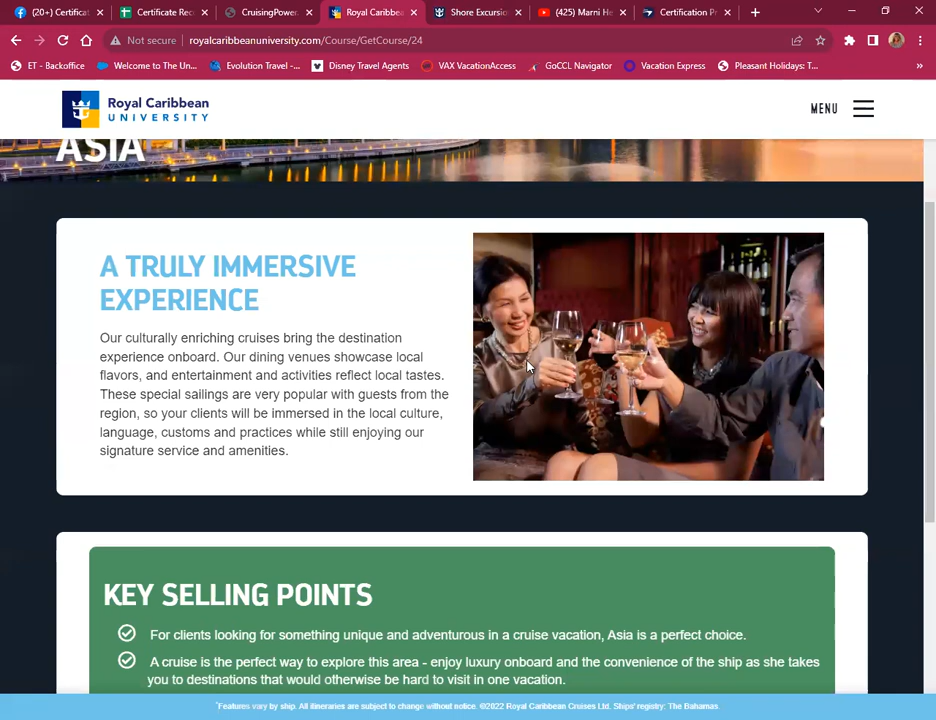 (20+) Certificat
Certificate Rec
CruisingPower.
Royal Caribbe
Shore Excursio
(425) Marni He
Certification Pr
Not secure
royalcaribbeanuniversity.com/Course/GetCourse/24
ET - Backoffice
Welcome to The Un...
Evolution Travel -...
Disney Travel Agents
VAX VacationAccess
GoCCL Navigator
Vacation Express
Pleasant Holidays: T...
»
Royal Caribbean
UNIVERSITY
MENU
ASIA
A TRULY IMMERSIVE
EXPERIENCE
Our culturally enriching cruises bring the destination
experience onboard. Our dining venues showcase local
flavors, and entertainment and activities reflect local tastes.
These special sailings are very popular with guests from the
region, so your clients will be immersed in the local culture,
language, customs and practices while still enjoying our
signature service and amenities.
KEY SELLING POINTS
For clients looking for something unique and adventurous in a cruise vacation, Asia is a perfect choice.
A cruise is the perfect way to explore this area - enjoy luxury onboard and the convenience of the ship as she takes
you to destinations that would otherwise be hard to visit in one vacation.
*Features vary by ship. All itineraries are subject to change without notice. ©2022 Royal Caribbean Cruises Ltd. Ships' registry: The Bahamas.